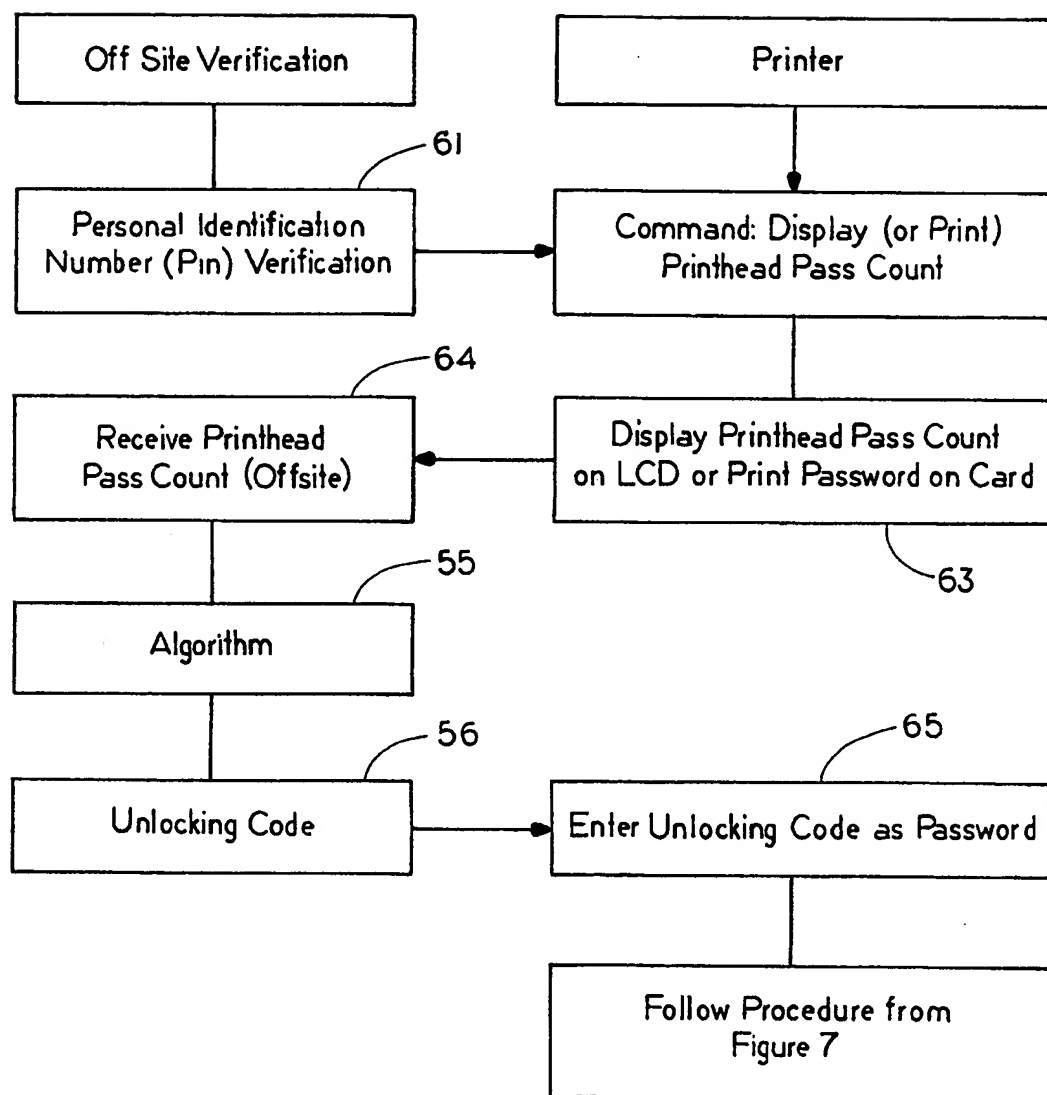 Off Site Verification
Printer
61
Personal Identification
Number (Pin) Verification
Command: Display (or Print)
Printhead Pass Count
64
Receive Printhead
Pass Count (Offsite)
Display Printhead Pass Count
on LCD or Print Password on Card
63
55
Algorithm
56
Unlocking Code
65
Enter Unlocking Code as Password
Follow Procedure from
Figure 7